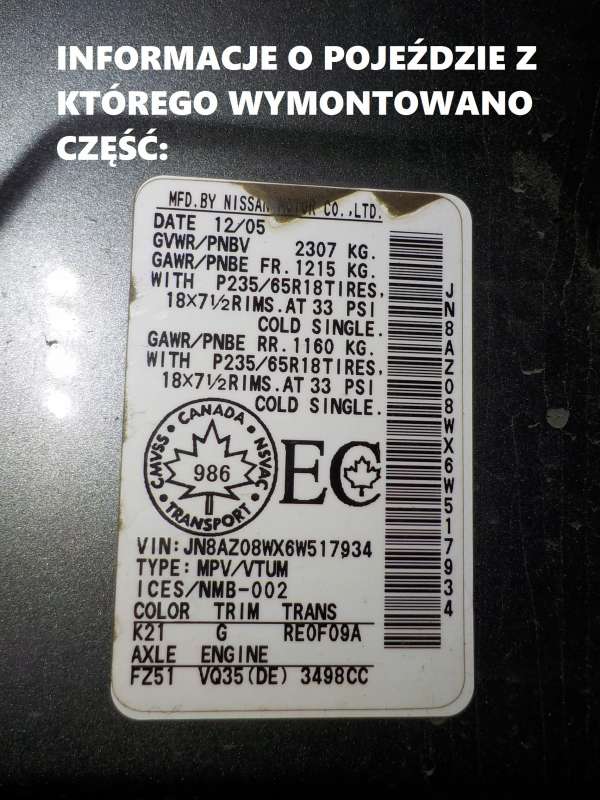 INFORMACJE O POJEŹDZIE Z
KTÓREGO WYMONTOWANO
CZĘŚĆ:
MFD.BY NISSAN MOTOR CO.,LTD.
DATE 12/05
GVWR/PNBV 2307 KG.
GAWR/PNBE FR.1215 KG.
WITH P235/65R18TIRES,
18×7½RIMS.AT 33 PSI
COLD SINGLE.
GAWR/PNBE RR.1160 KG.
WITH P235/65R18TIRES,
18×7½RIMS.AT 33 PSI
COLD SINGLE.
CANADA
CMVSS 986 NSVAC
TRANSPORT
EC
VIN:JN8AZ08WX6W517934
TYPE:MPV/VTUM
ICES/NMB-002
COLOR TRIM TRANS
K21 G RE0F09A
AXLE ENGINE
FZ51 VQ35(DE) 3498CC
JN8AZ08WX6W517934